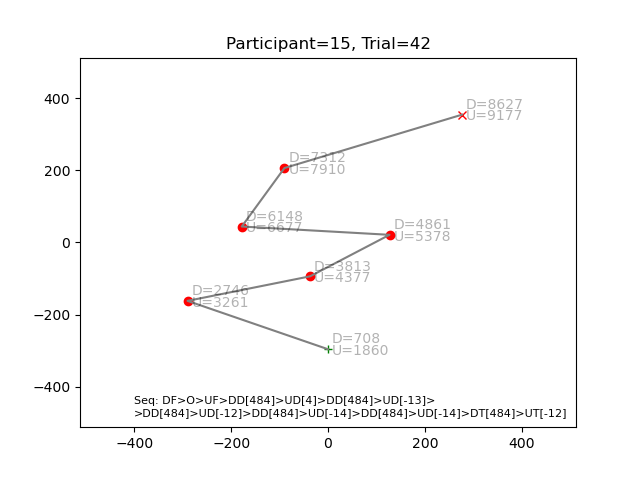 Participant=15, Trial=42
400
200
0
−200
−400
−400
−200
0
200
400
D=8627
U=9177
D=7312
U=7910
D=6148
U=6677
D=4861
U=5378
D=3813
U=4377
D=2746
U=3261
D=708
U=1860
Seq: DF>O>UF>DD[484]>UD[4]>DD[484]>UD[-13]>
>DD[484]>UD[-12]>DD[484]>UD[-14]>DD[484]>UD[-14]>DT[484]>UT[-12]